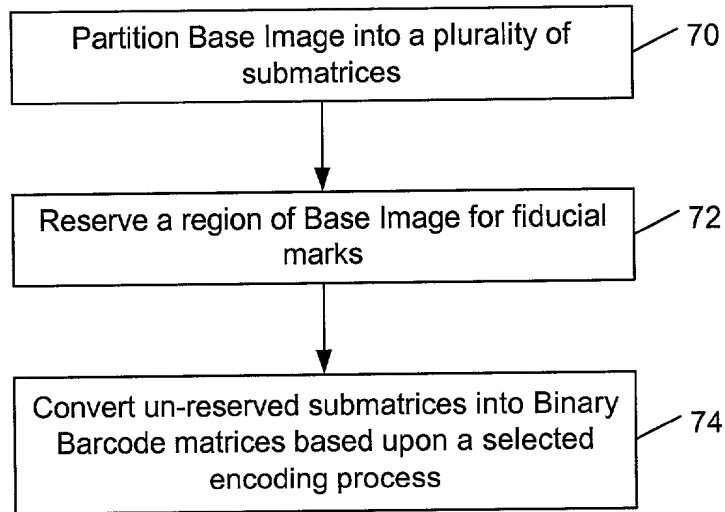 Partition Base Image into a plurality of
submatrices
70
Reserve a region of Base Image for fiducial
marks
72
Convert un-reserved submatrices into Binary
Barcode matrices based upon a selected
encoding process
74